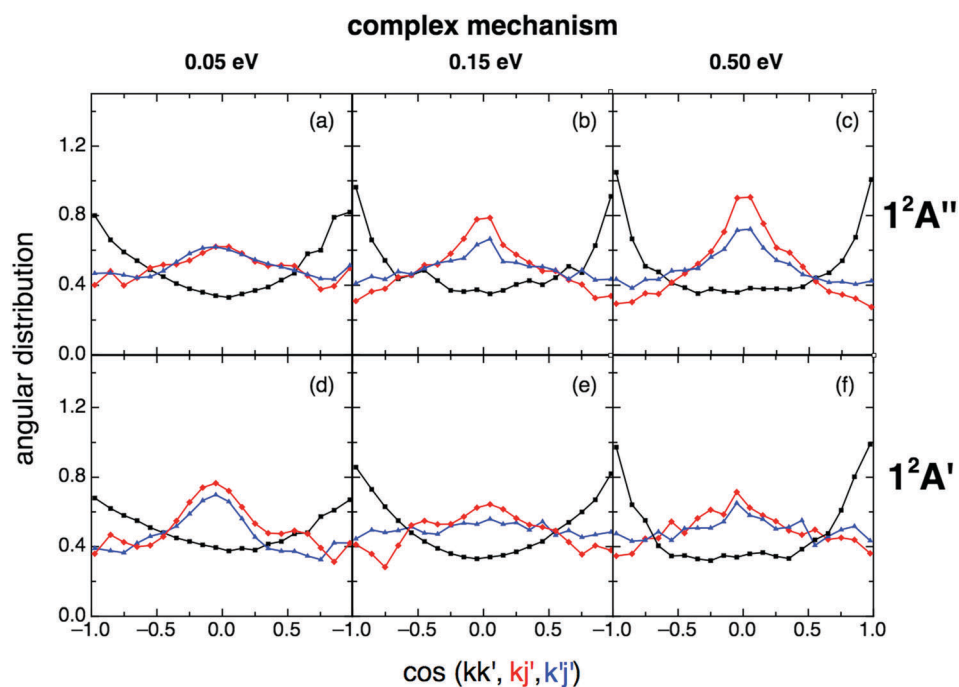 complex mechanism
0.05 eV 0.15 eV 0.50 eV
(a) (b) (c)
1.2
0.8
0.4
0.0
1²A''
(d) (e) (f)
1.2
0.8
0.4
0.0
1²A'
angular distribution
−1.0 −0.5 0.0 0.5 −1.0 −0.5 0.0 0.5 −1.0 −0.5 0.0 0.5 1.0
cos (kk', kj', k'j')